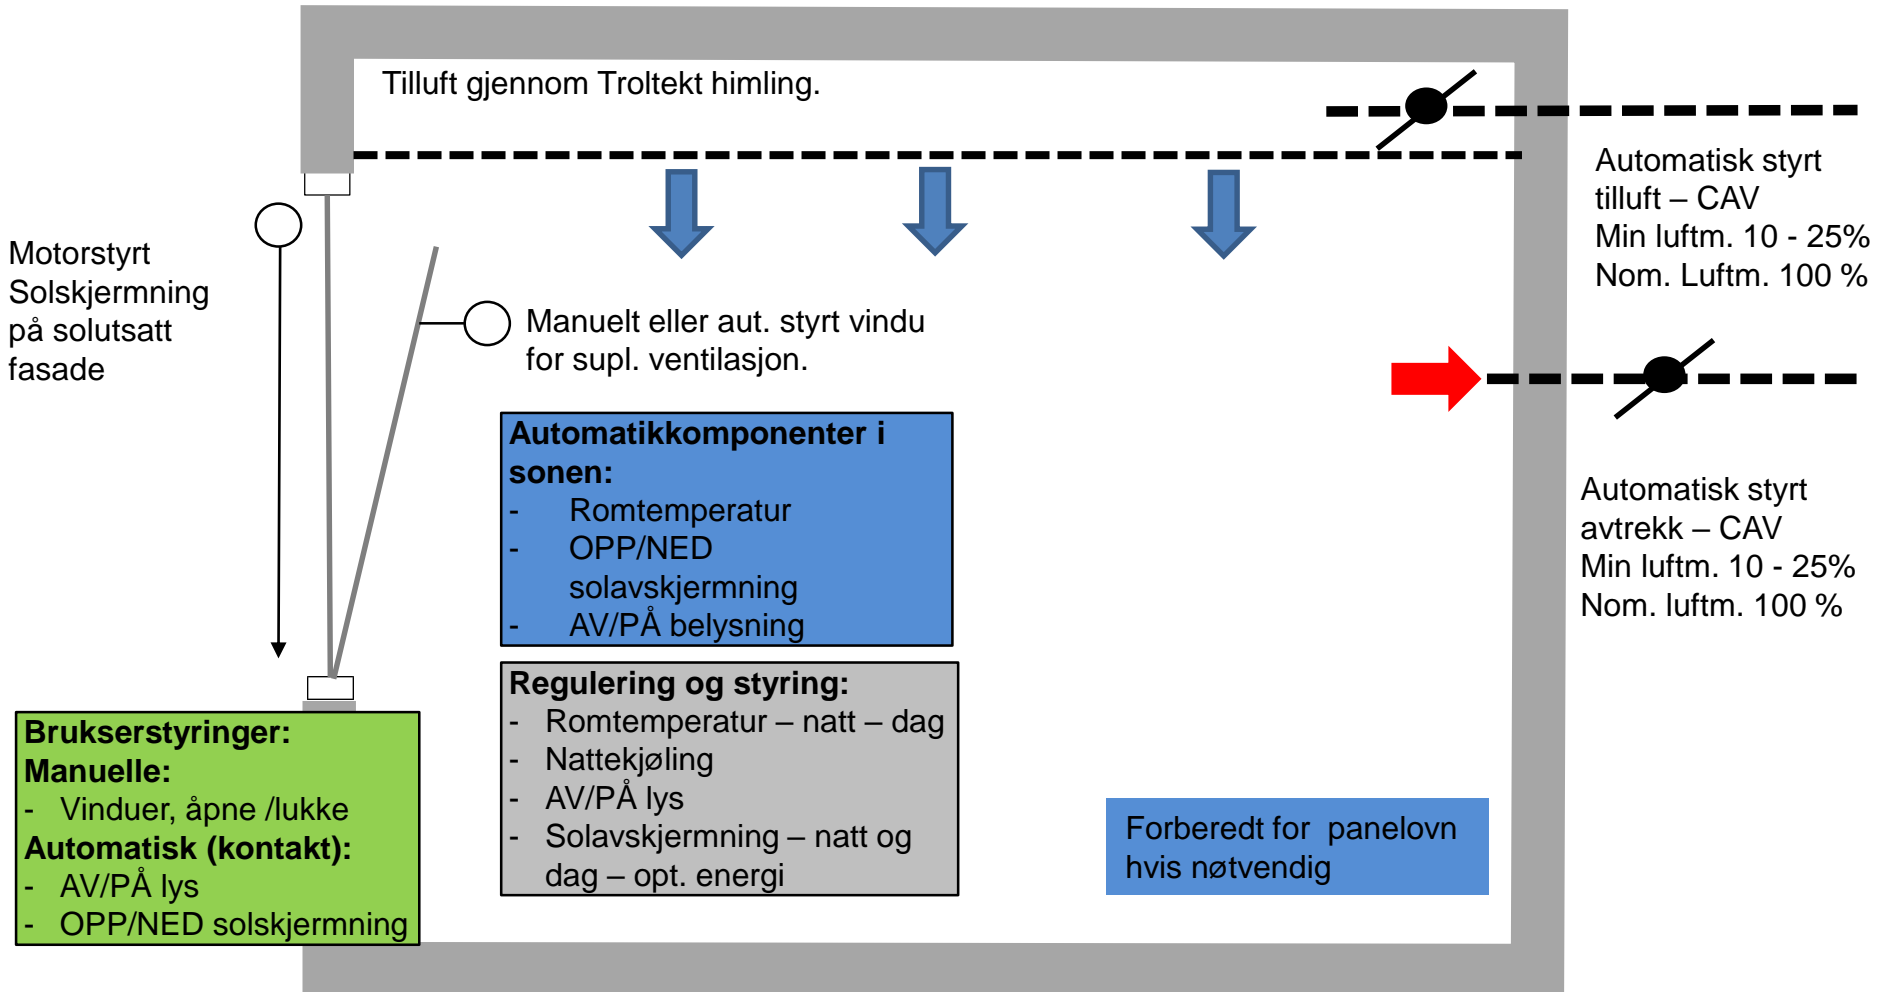 Tilluft gjennom Troltekt himling.
Automatisk styrt
tilluft – CAV
Min luftm. 10 - 25%
Nom. Luftm. 100 %
Motorstyrt
Solskjermning
på solutsatt
fasade
Manuelt eller aut. styrt vindu
for supl. ventilasjon.
Automatikkomponenter i
sonen:
- Romtemperatur
- OPP/NED
solavskjermning
- AV/PÅ belysning
Automatisk styrt
avtrekk – CAV
Min luftm. 10 - 25%
Nom. luftm. 100 %
Regulering og styring:
- Romtemperatur – natt – dag
- Nattekjøling
- AV/PÅ lys
- Solavskjermning – natt og
dag – opt. energi
Brukserstyringer:
Manuelle:
- Vinduer, åpne /lukke
Automatisk (kontakt):
- AV/PÅ lys
- OPP/NED solskjermning
Forberedt for panelovn
hvis nøtvendig